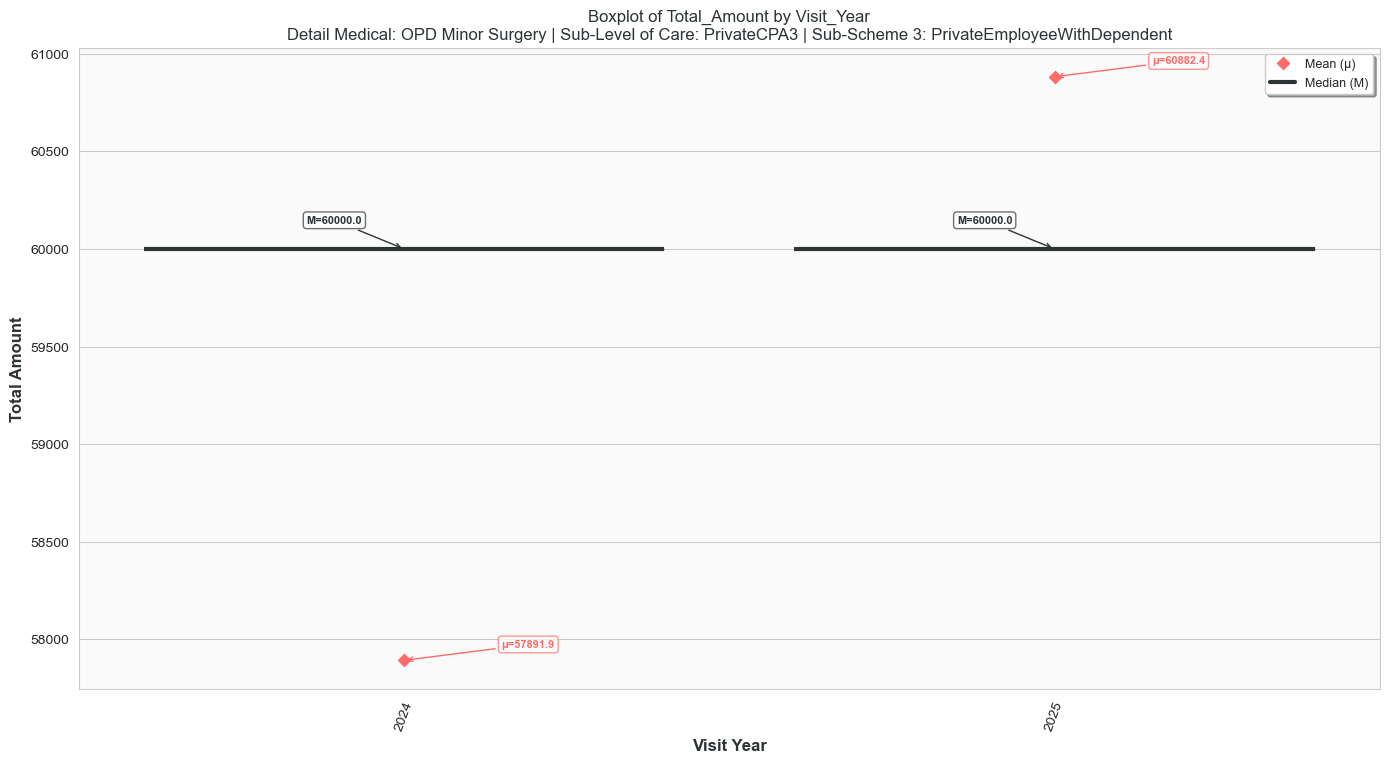 Boxplot of Total_Amount by Visit_Year
Detail Medical: OPD Minor Surgery | Sub-Level of Care: PrivateCPA3 | Sub-Scheme 3: PrivateEmployeeWithDependent
61000
60500
60000
59500
59000
58500
58000
Total Amount
μ=60882.4
Mean (μ)
Median (M)
M=60000.0
M=60000.0
μ=57891.9
2024
2025
Visit Year